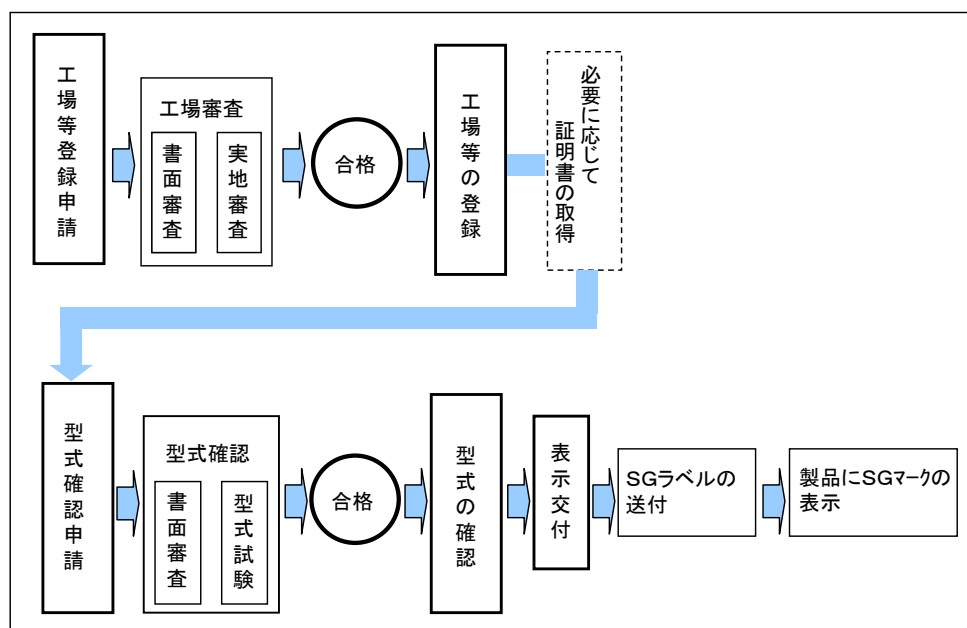 工場等登録申請
工場審査
書面審査
実地審査
合格
工場等の登録
必要に応じて
証明書の取得
型式確認申請
型式確認
書面審査
型式試験
合格
型式の確認
表示交付
SGラベルの
送付
製品にSGマークの
表示